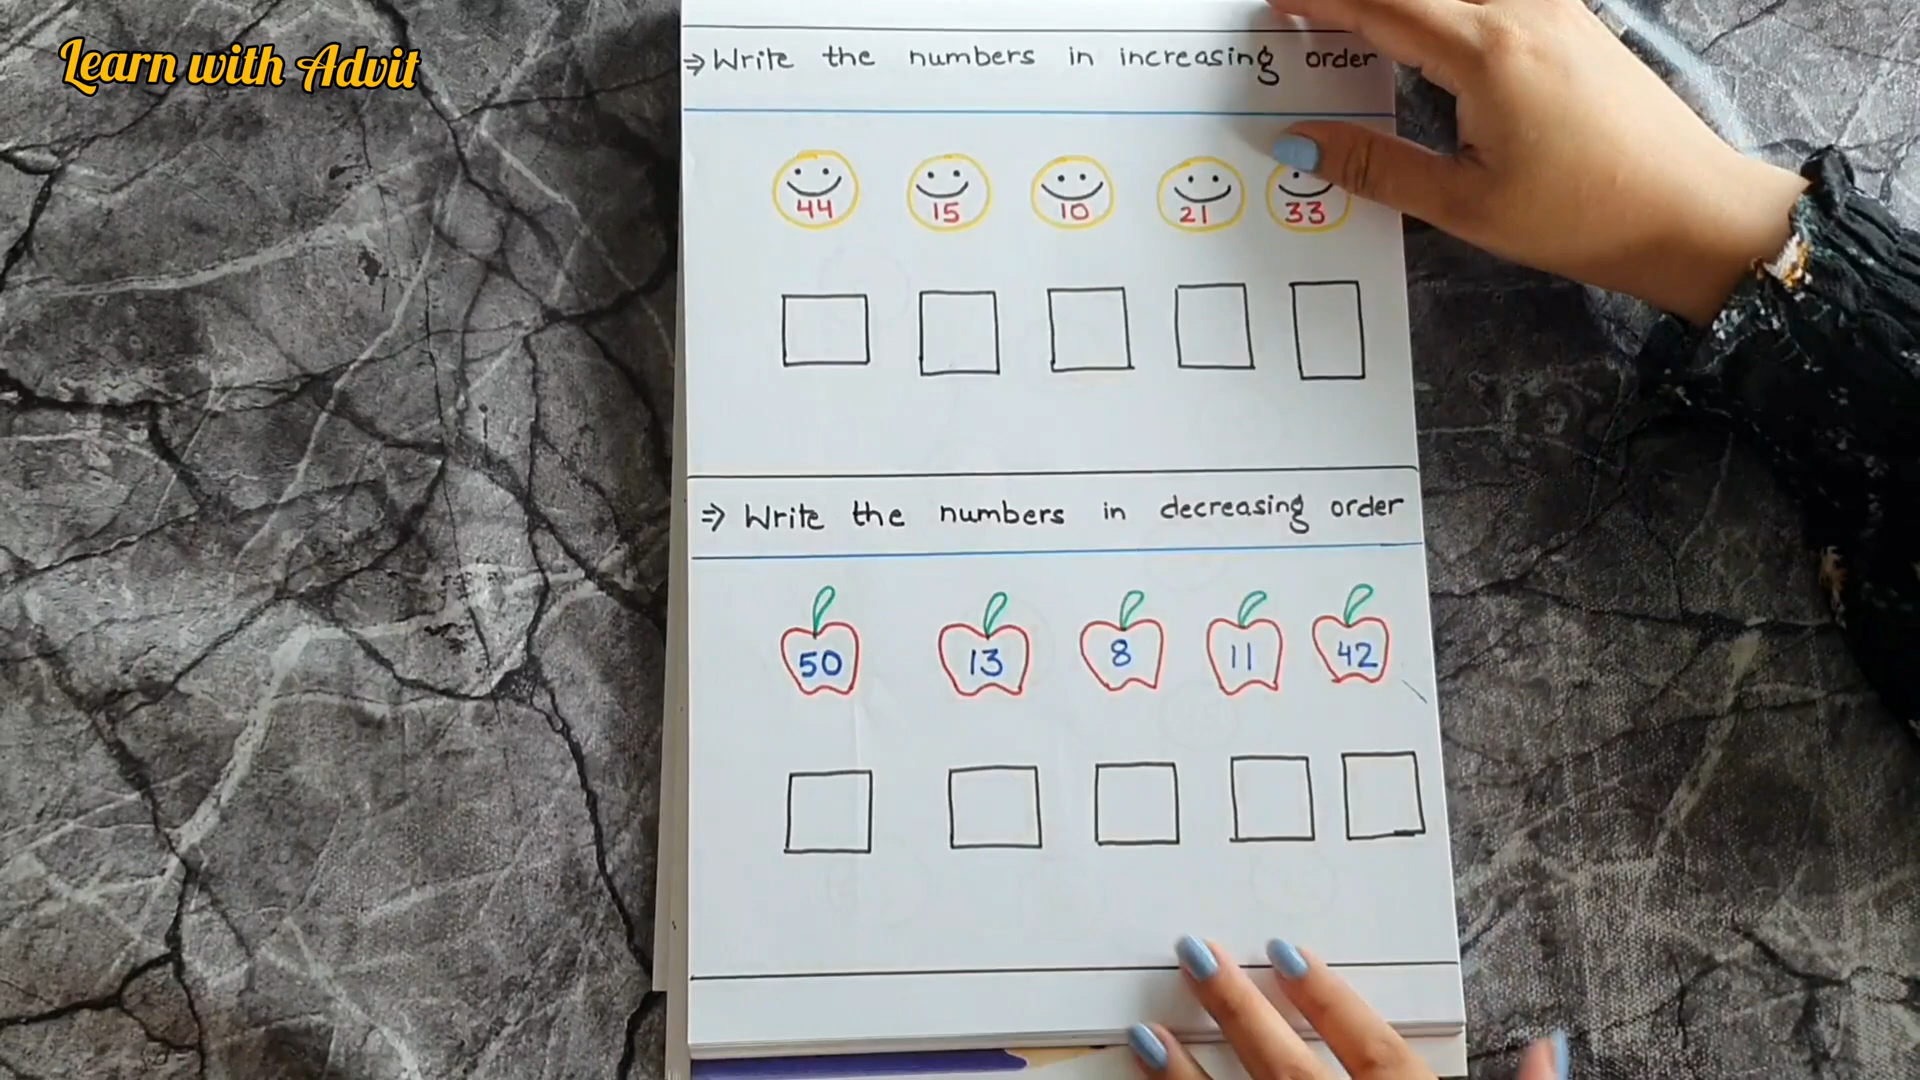 Learn with Advit
⇒ Write the numbers in increasing order
44 15 10 21 33
⇒ Write the numbers in decreasing order
50 13 8 11 42